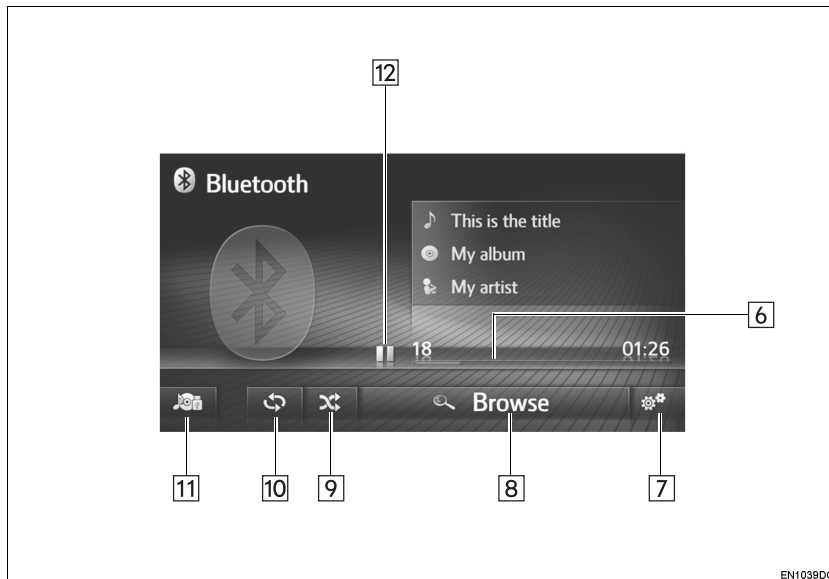 12
Bluetooth
This is the title
My album
My artist
6
18 01:26
Browse
11 10 9 8 7